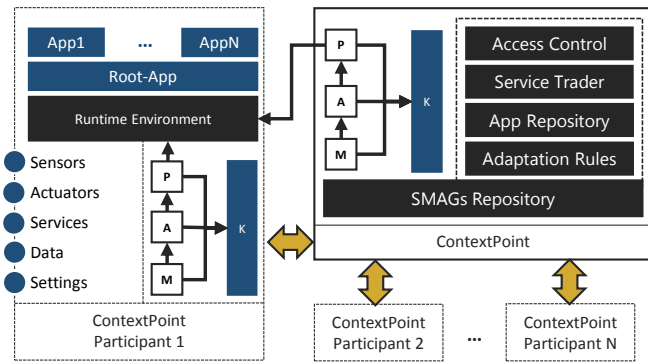 App1
...
AppN
Root-App
Runtime Environment
Sensors
Actuators
Services
Data
Settings
P
A
M
K
ContextPoint
Participant 1
P
A
M
K
Access Control
Service Trader
App Repository
Adaptation Rules
SMAGs Repository
ContextPoint
ContextPoint
Participant 2
...
ContextPoint
Participant N